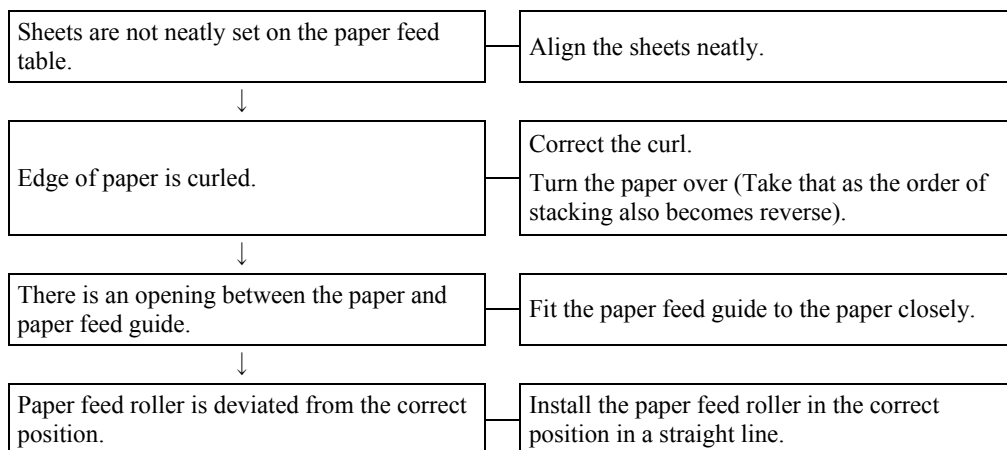 Sheets are not neatly set on the paper feed
table.
Align the sheets neatly.
↓
Edge of paper is curled.
Correct the curl.
Turn the paper over (Take that as the order of
stacking also becomes reverse).
↓
There is an opening between the paper and
paper feed guide.
Fit the paper feed guide to the paper closely.
↓
Paper feed roller is deviated from the correct
position.
Install the paper feed roller in the correct
position in a straight line.